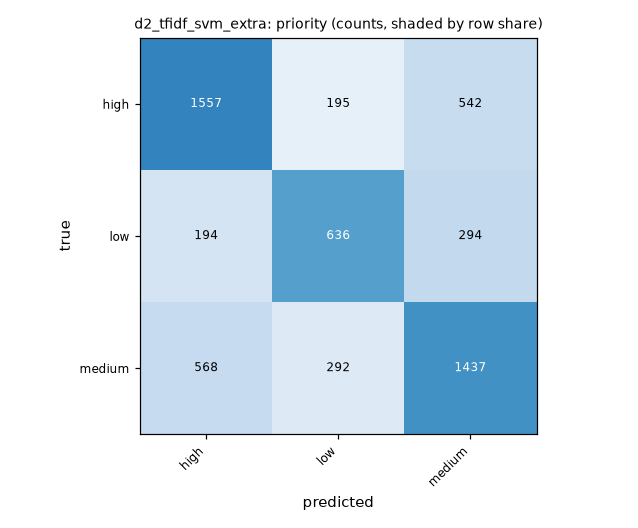 d2_tfidf_svm_extra: priority (counts, shaded by row share)
high 1557 195 542
low 194 636 294
medium 568 292 1437
true
high low medium
predicted